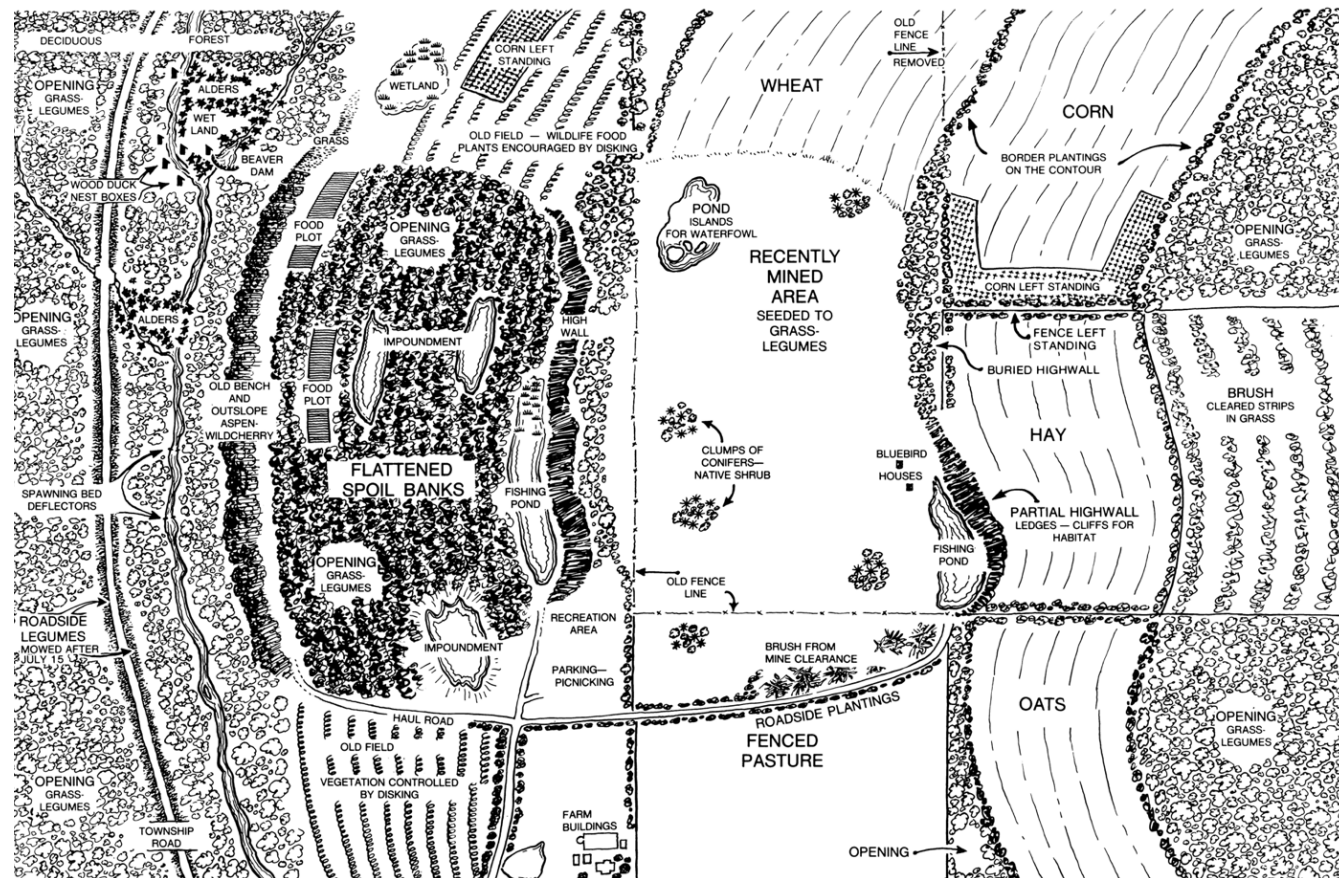 DECIDUOUS FOREST
OPENING
GRASS-
LEGUMES
ALDERS
WET
LAND
BEAVER
DAM
WOOD DUCK
NEST BOXES
OPENING
GRASS-
LEGUMES
ALDERS
SPAWNING BED
DEFLECTORS
ROADSIDE
LEGUMES
MOWED AFTER
JULY 15
OPENING
GRASS-
LEGUMES
TOWNSHIP
ROAD
WETLAND
CORN LEFT
STANDING
OLD FIELD — WILDLIFE FOOD
PLANTS ENCOURAGED BY DISKING
GRASS
FOOD
PLOT
OPENING
GRASS-
LEGUMES
HIGH
WALL
IMPOUNDMENT
OLD BENCH
AND
OUTSLOPE
ASPEN-
WILDCHERRY
FOOD
PLOT
FLATTENED
SPOIL BANKS
FISHING
POND
OPENING
GRASS-
LEGUMES
IMPOUNDMENT
RECREATION
AREA
PARKING—
PICNICKING
HAUL ROAD
OLD FIELD
VEGETATION CONTROLLED
BY DISKING
FARM
BUILDINGS
OLD
FENCE
LINE
REMOVED
WHEAT
POND
ISLANDS
FOR WATERFOWL
RECENTLY
MINED
AREA
SEEDED TO
GRASS-
LEGUMES
CLUMPS OF
CONIFERS—
NATIVE SHRUB
BLUEBIRD
HOUSES
FISHING
POND
OLD FENCE
LINE
BRUSH FROM
MINE CLEARANCE
ROADSIDE PLANTINGS
FENCED
PASTURE
CORN
BORDER PLANTINGS
ON THE CONTOUR
OPENING
GRASS-
LEGUMES
CORN LEFT STANDING
FENCE LEFT
STANDING
BURIED HIGHWALL
BRUSH
CLEARED STRIPS
IN GRASS
HAY
PARTIAL HIGHWALL
LEDGES — CLIFFS FOR
HABITAT
OATS
OPENING
GRASS-
LEGUMES
OPENING